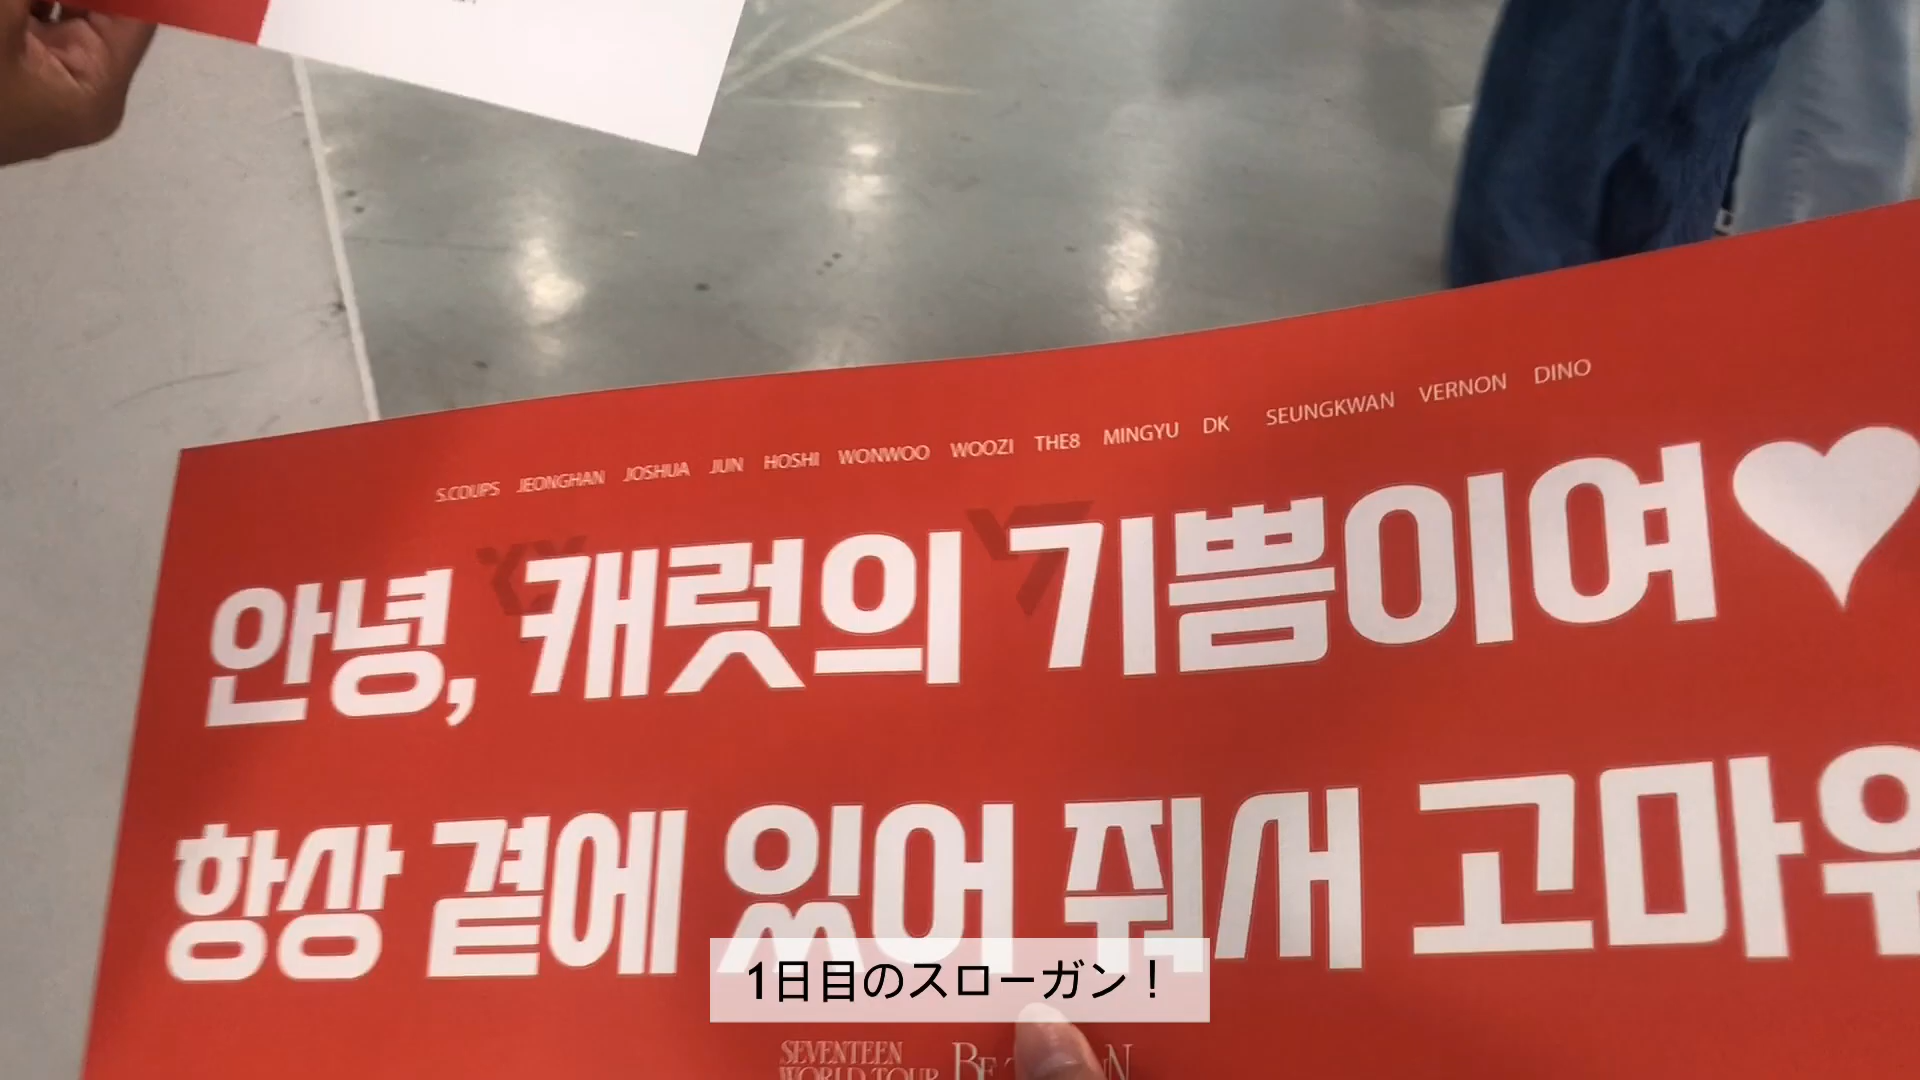 S.COUPS JEONGHAN JOSHUA JUN HOSHI WONWOO WOOZI THE8 MINGYU DK SEUNGKWAN VERNON DINO
안녕, 캐럿의 기쁨이여♥
항상 곁에 있어 줘서 고마워
1日目のスローガン！
SEVENTEEN
WORLD TOUR